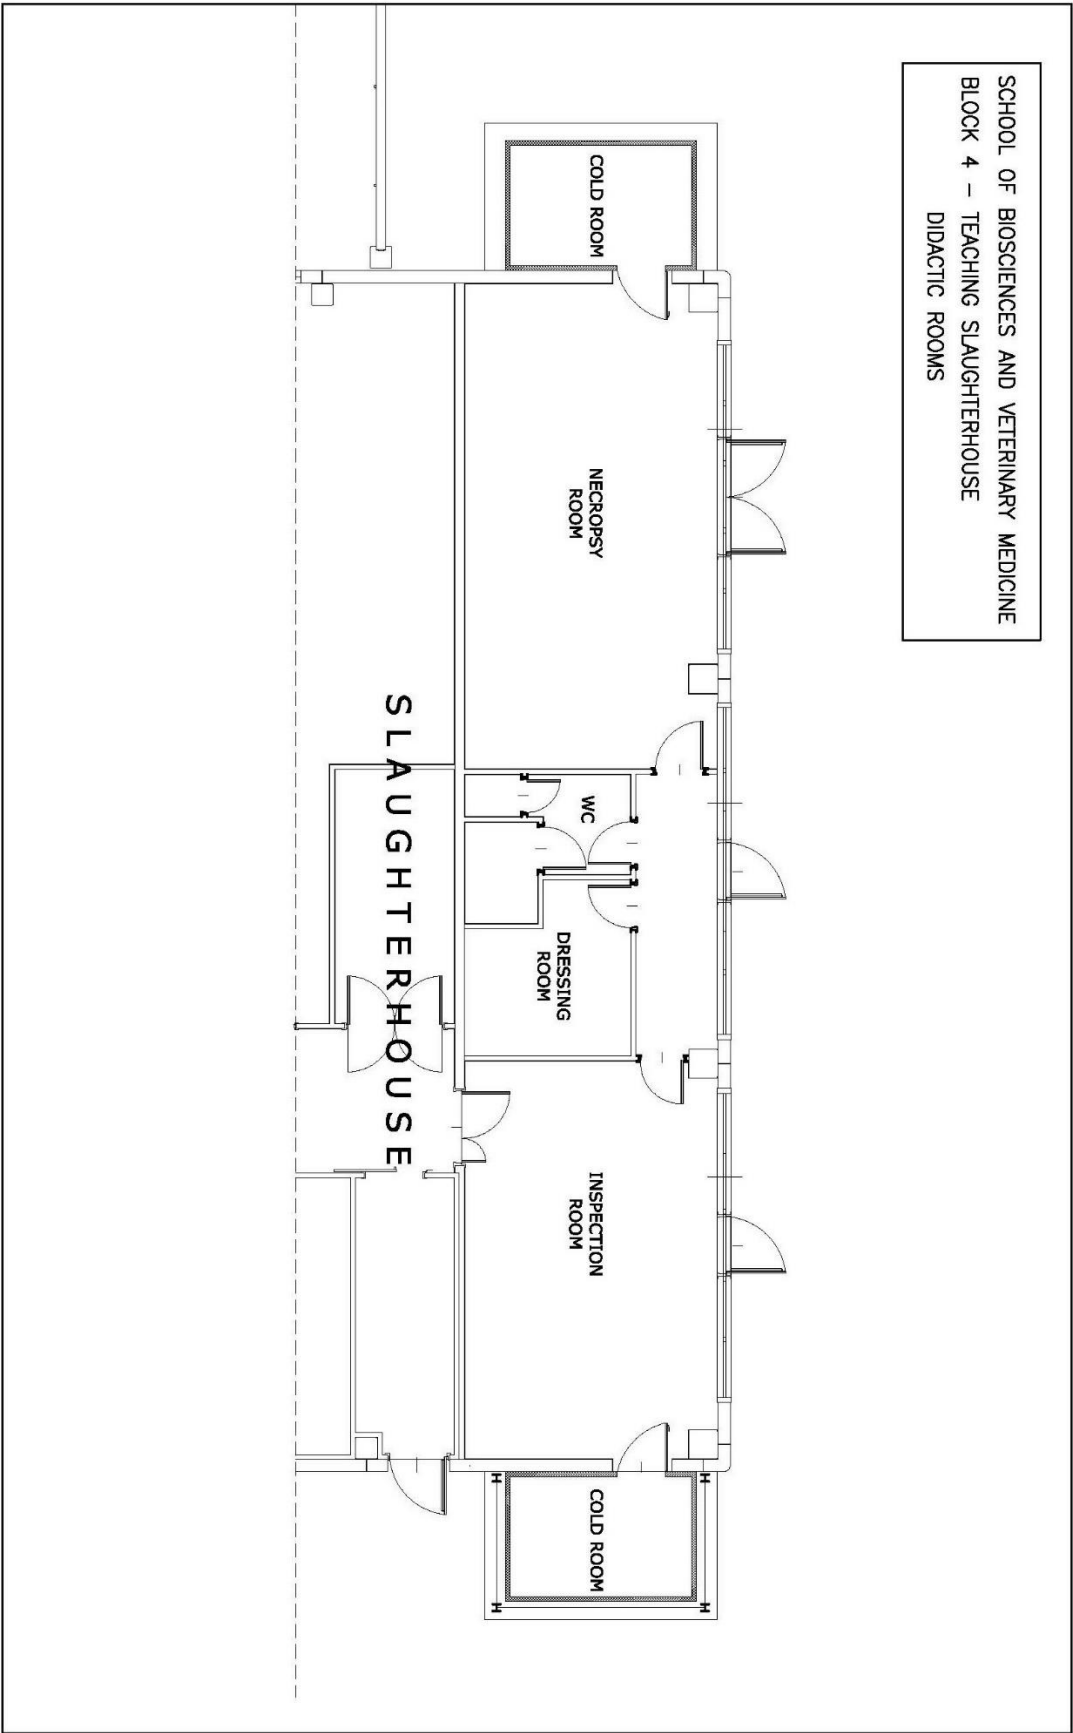 SCHOOL OF BIOSCIENCES AND VETERINARY MEDICINE
BLOCK 4 – TEACHING SLAUGHTERHOUSE
DIDACTIC ROOMS
COLD ROOM
NECROPSY
ROOM
WC
DRESSING
ROOM
INSPECTION
ROOM
COLD ROOM
SLAUGHTERHOUSE